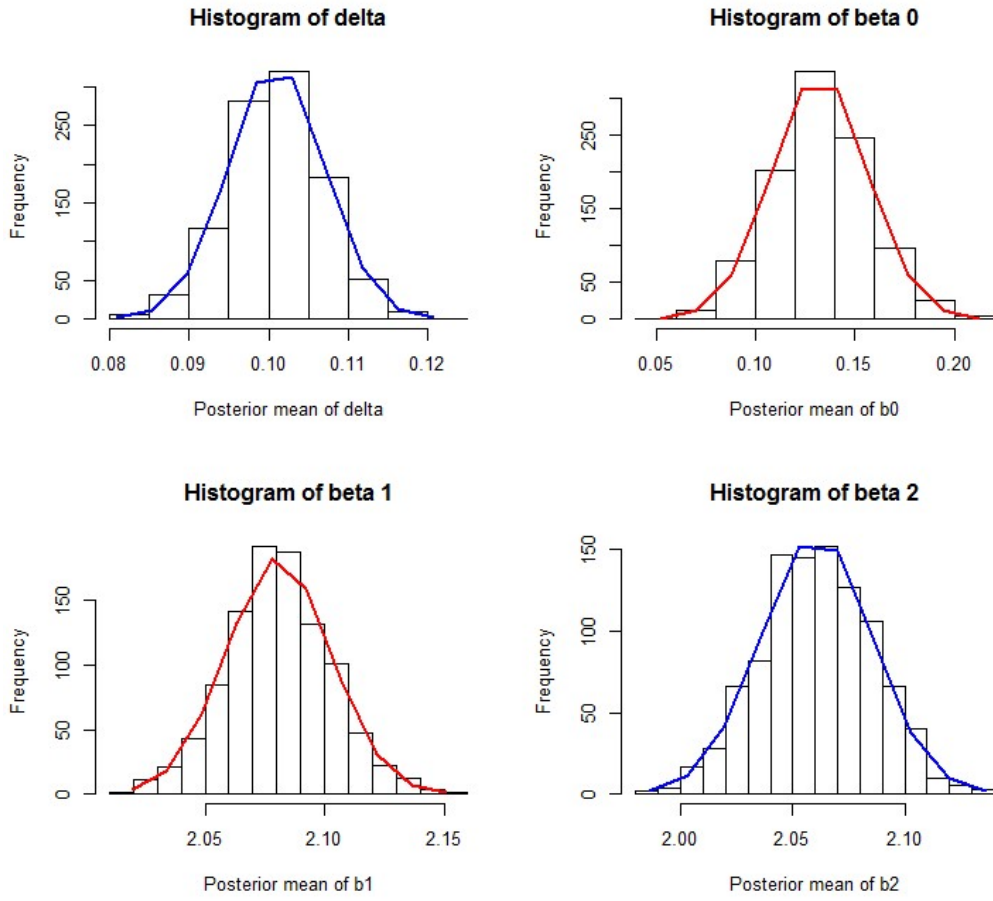 Histogram of delta
Frequency
50
150
250
0.08 0.09 0.10 0.11 0.12
0
Posterior mean of delta
Histogram of beta 0
Frequency
0
50
150
250
0.05 0.10 0.15 0.20
Posterior mean of b0
Histogram of beta 1
Frequency
0
50
100
150
2.05 2.10 2.15
Posterior mean of b1
Histogram of beta 2
Frequency
0
50
100
150
2.00 2.05 2.10
Posterior mean of b2